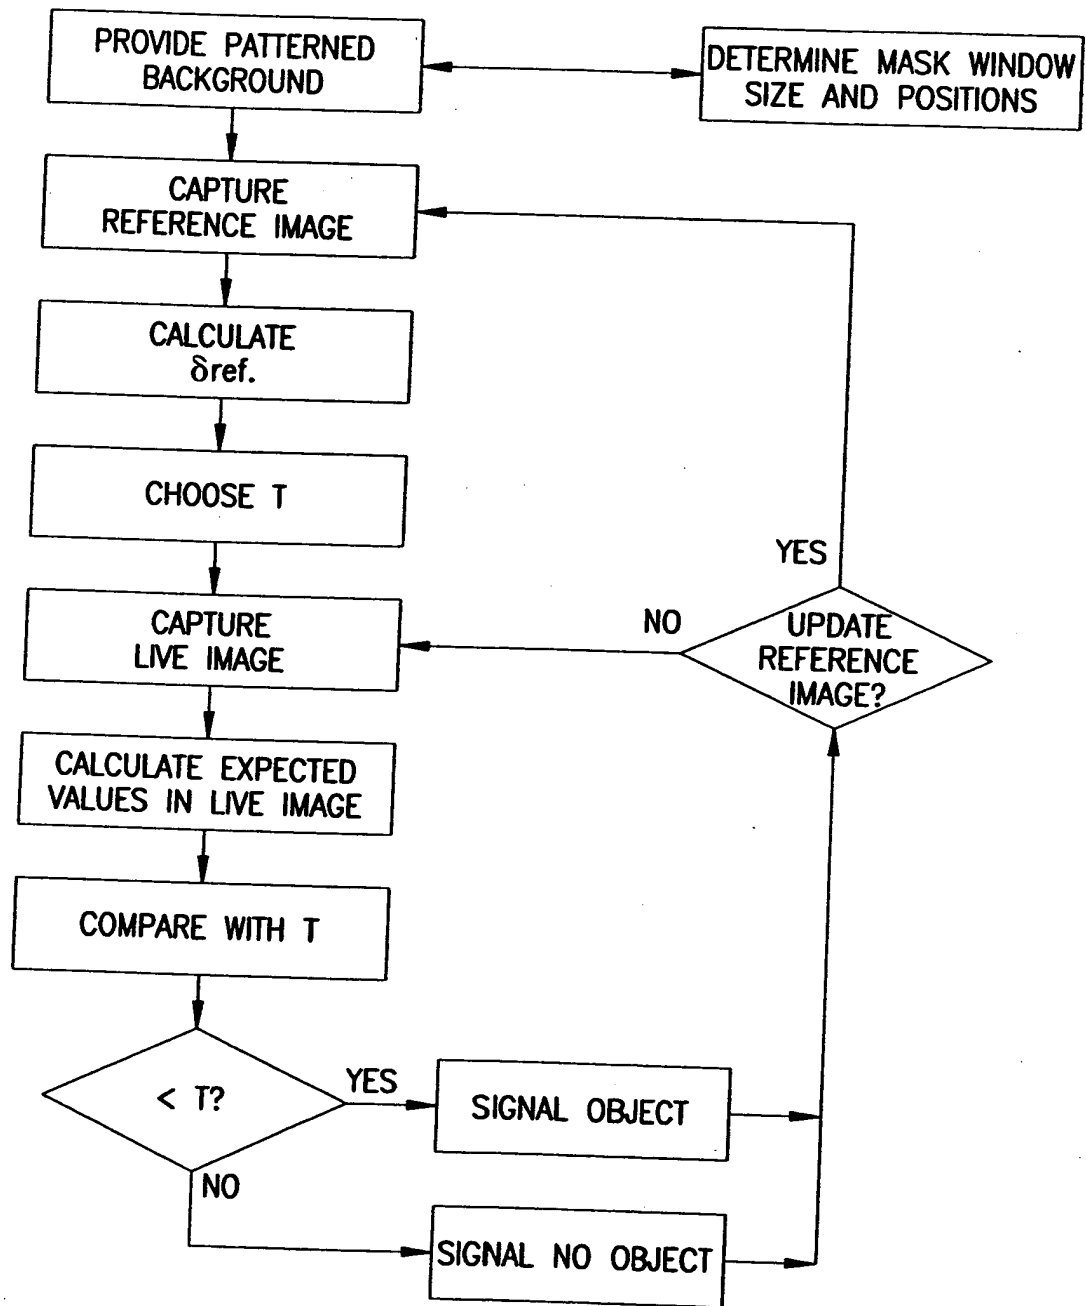 PROVIDE PATTERNED
BACKGROUND
DETERMINE MASK WINDOW
SIZE AND POSITIONS
CAPTURE
REFERENCE IMAGE
CALCULATE
δref.
CHOOSE T
YES
CAPTURE
LIVE IMAGE
NO
UPDATE
REFERENCE
IMAGE?
CALCULATE EXPECTED
VALUES IN LIVE IMAGE
COMPARE WITH T
< T?
YES
SIGNAL OBJECT
NO
SIGNAL NO OBJECT